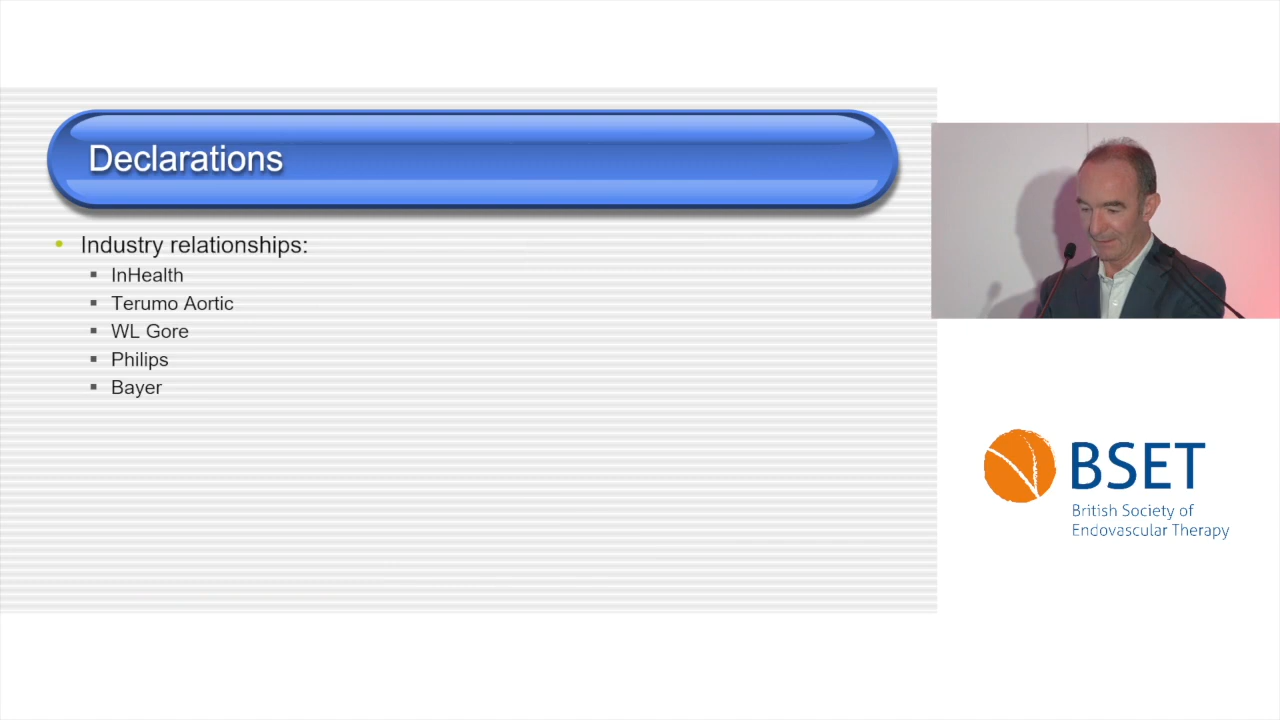 Declarations
Industry relationships:
InHealth
Terumo Aortic
WL Gore
Philips
Bayer
BSET
British Society of
Endovascular Therapy